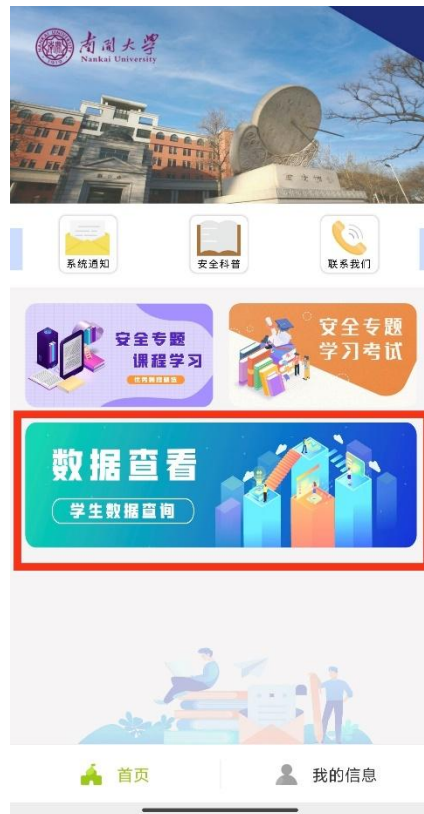 南開大學
Nankai University
系统通知
安全科普
联系我们
安全专题
课程学习
安全专题
学习考试
数据查看
学生数据查询
首页
我的信息